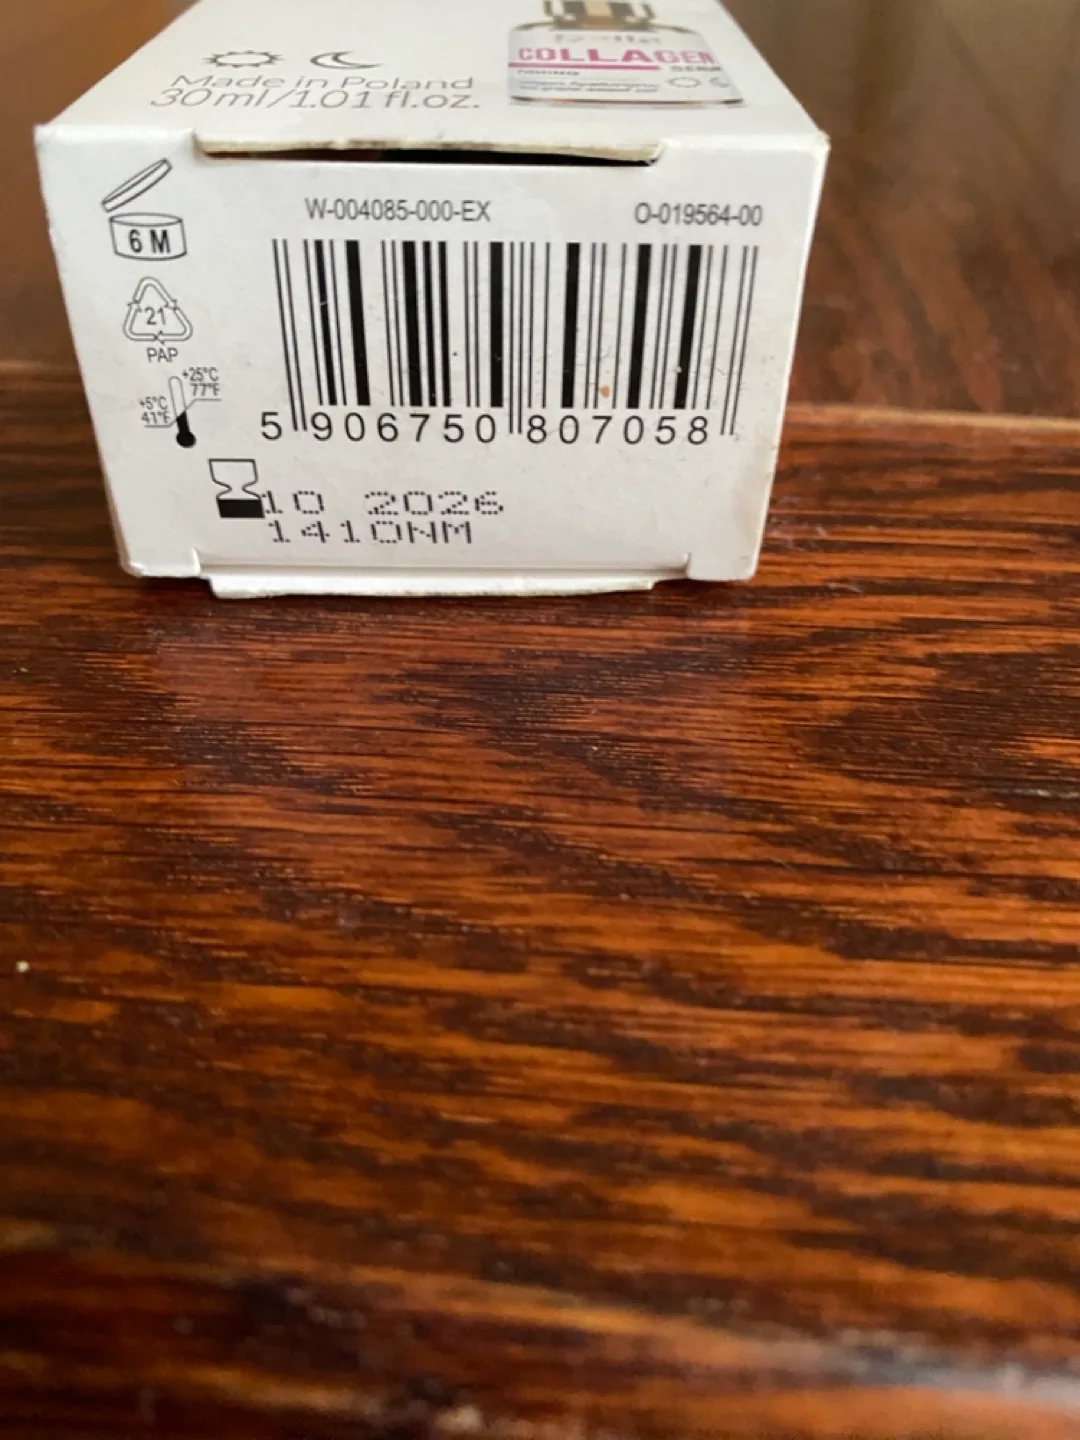 COLLAGEN
Made in Poland
30ml/1.01 fl.oz.
W-004085-000-EX
O-019564-00
6 M
21
PAP
+25°C
77°F
+5°C
41°F
5 906750 807058
10 2026
1410NM